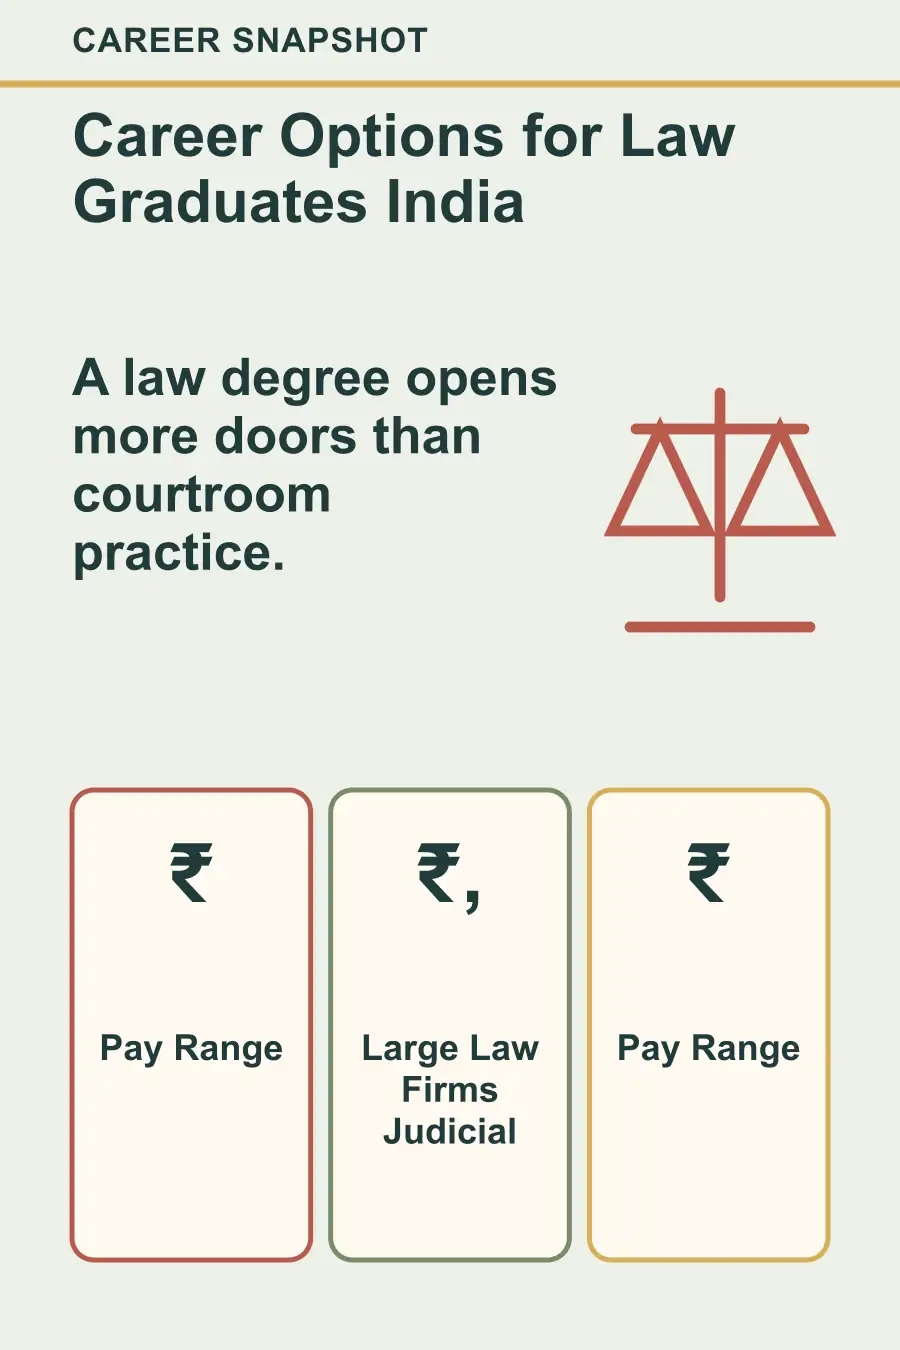 CAREER SNAPSHOT
Career Options for Law
Graduates India
A law degree opens
more doors than
courtroom
practice.
₹
₹,
₹
Pay Range
Large Law
Firms
Judicial
Pay Range